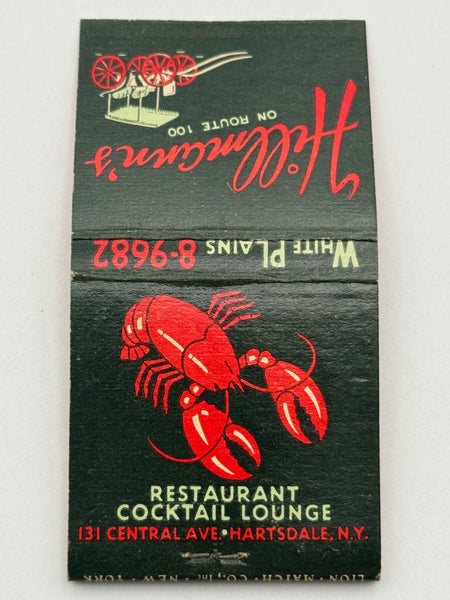 Hillmann's
ON ROUTE 100
WHITE PLAINS 8-9682
RESTAURANT
COCKTAIL LOUNGE
131 CENTRAL AVE. • HARTSDALE, N.Y.
LION MATCH CO., INC. NEW YORK